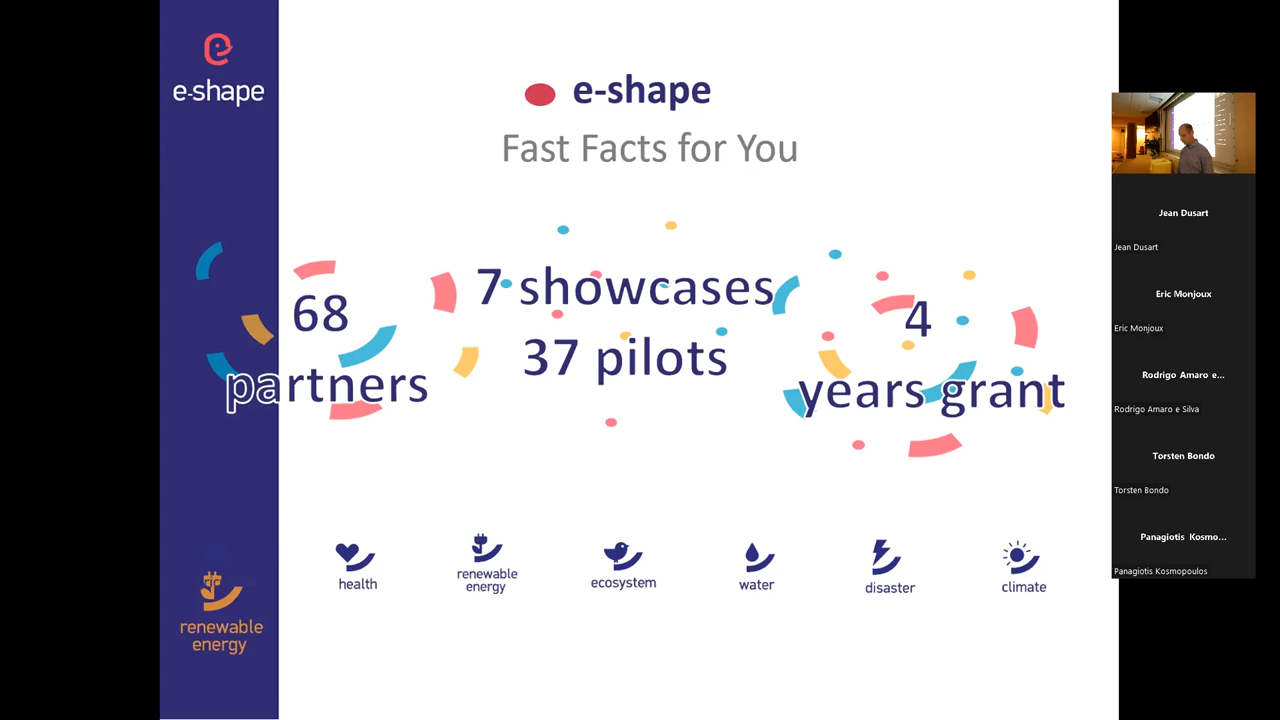 e-shape
e-shape
Fast Facts for You
68
partners
7 showcases
37 pilots
4
years grant
health
renewable
energy
ecosystem
water
disaster
climate
renewable
energy
Jean Dusart
Jean Dusart
Eric Monjoux
Eric Monjoux
Rodrigo Amaro e...
Rodrigo Amaro e Silva
Torsten Bondo
Torsten Bondo
Panagiotis Kosmo...
Panagiotis Kosmopoulos